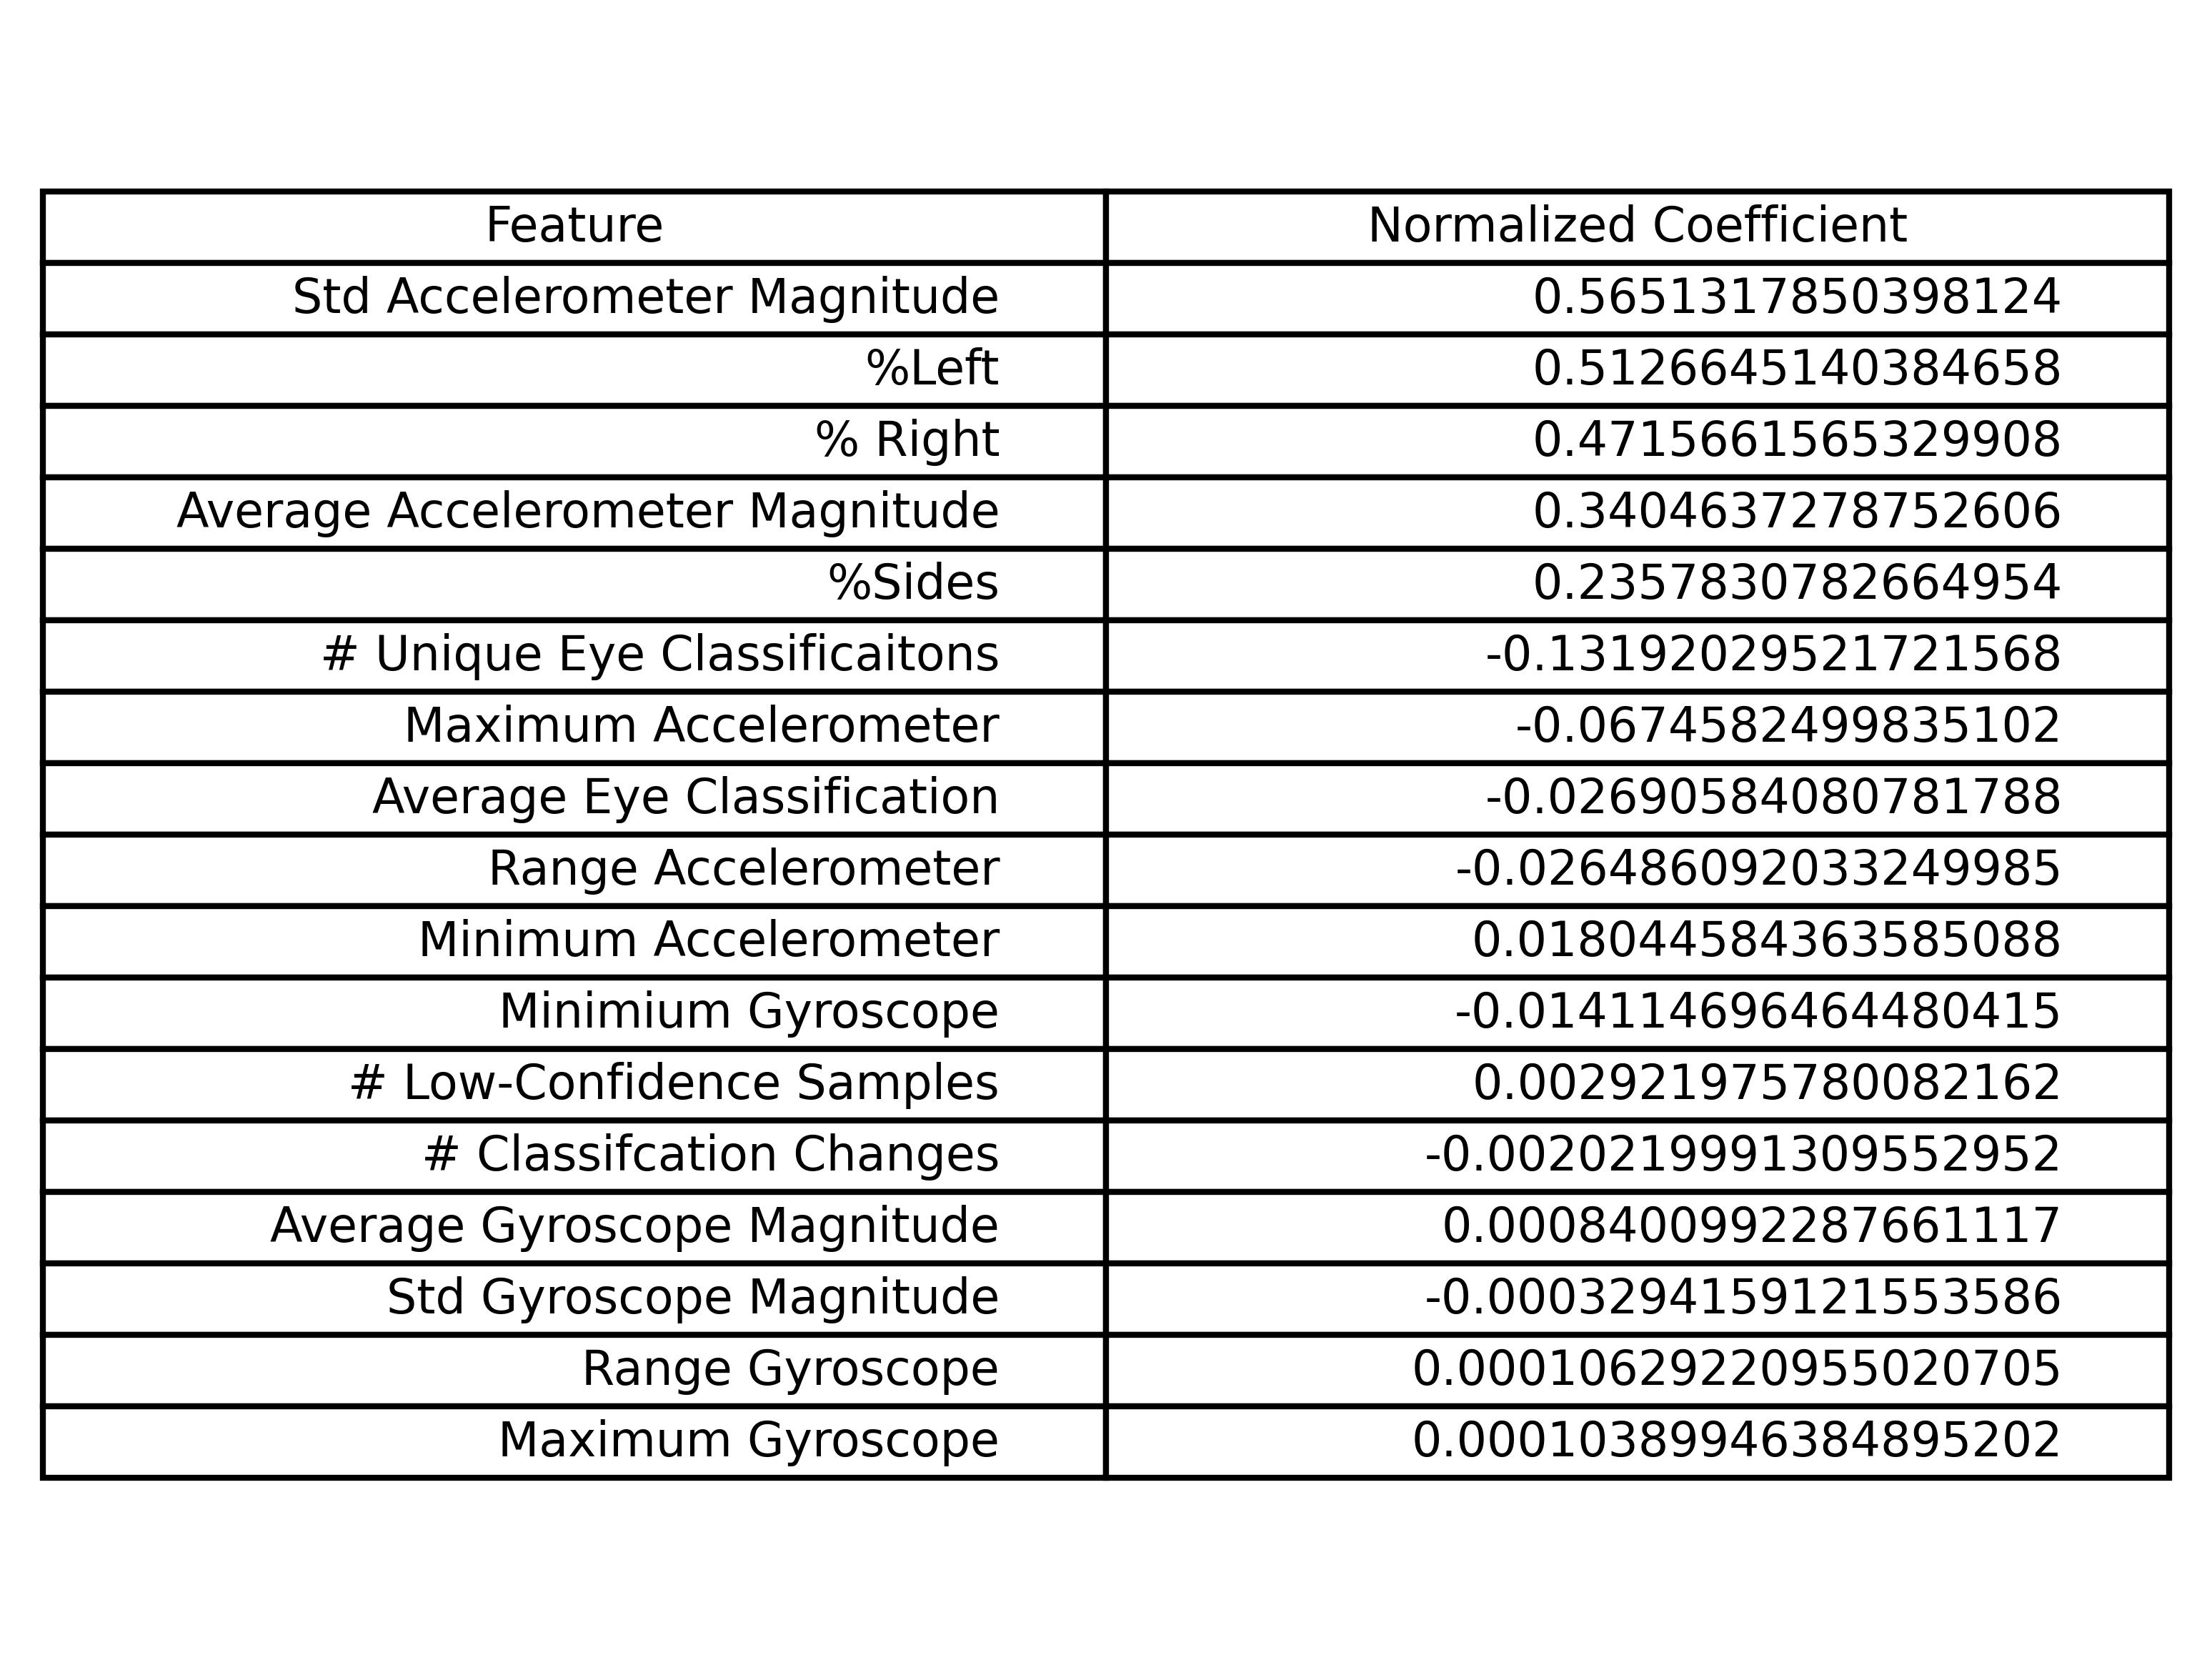 Feature Normalized Coefficient
Std Accelerometer Magnitude 0.5651317850398124
%Left 0.5126645140384658
% Right 0.4715661565329908
Average Accelerometer Magnitude 0.3404637278752606
%Sides 0.2357830782664954
# Unique Eye Classificaitons -0.13192029521721568
Maximum Accelerometer -0.0674582499835102
Average Eye Classification -0.02690584080781788
Range Accelerometer -0.026486092033249985
Minimum Accelerometer 0.018044584363585088
Minimium Gyroscope -0.014114696464480415
# Low-Confidence Samples 0.002921975780082162
# Classifcation Changes -0.0020219991309552952
Average Gyroscope Magnitude 0.0008400992287661117
Std Gyroscope Magnitude -0.0003294159121553586
Range Gyroscope 0.00010629220955020705
Maximum Gyroscope 0.00010389946384895202